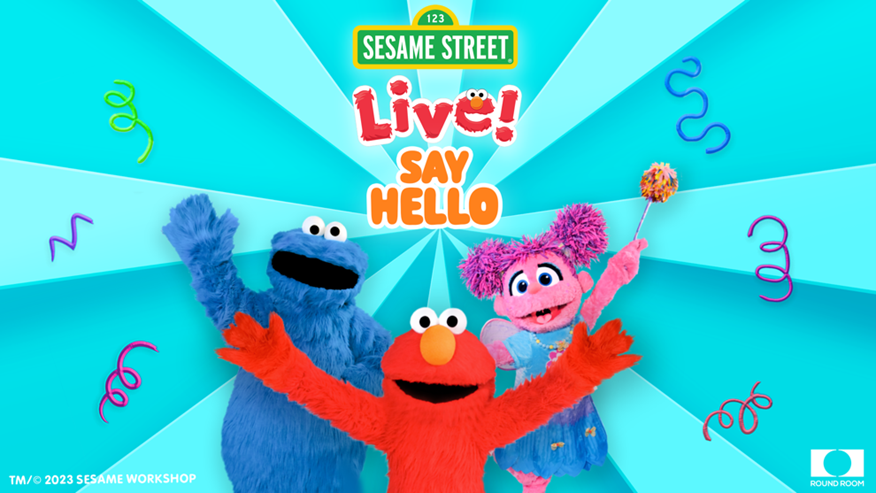 123
SESAME STREET
Live!
SAY
HELLO
TM/© 2023 SESAME WORKSHOP
ROUND ROOM